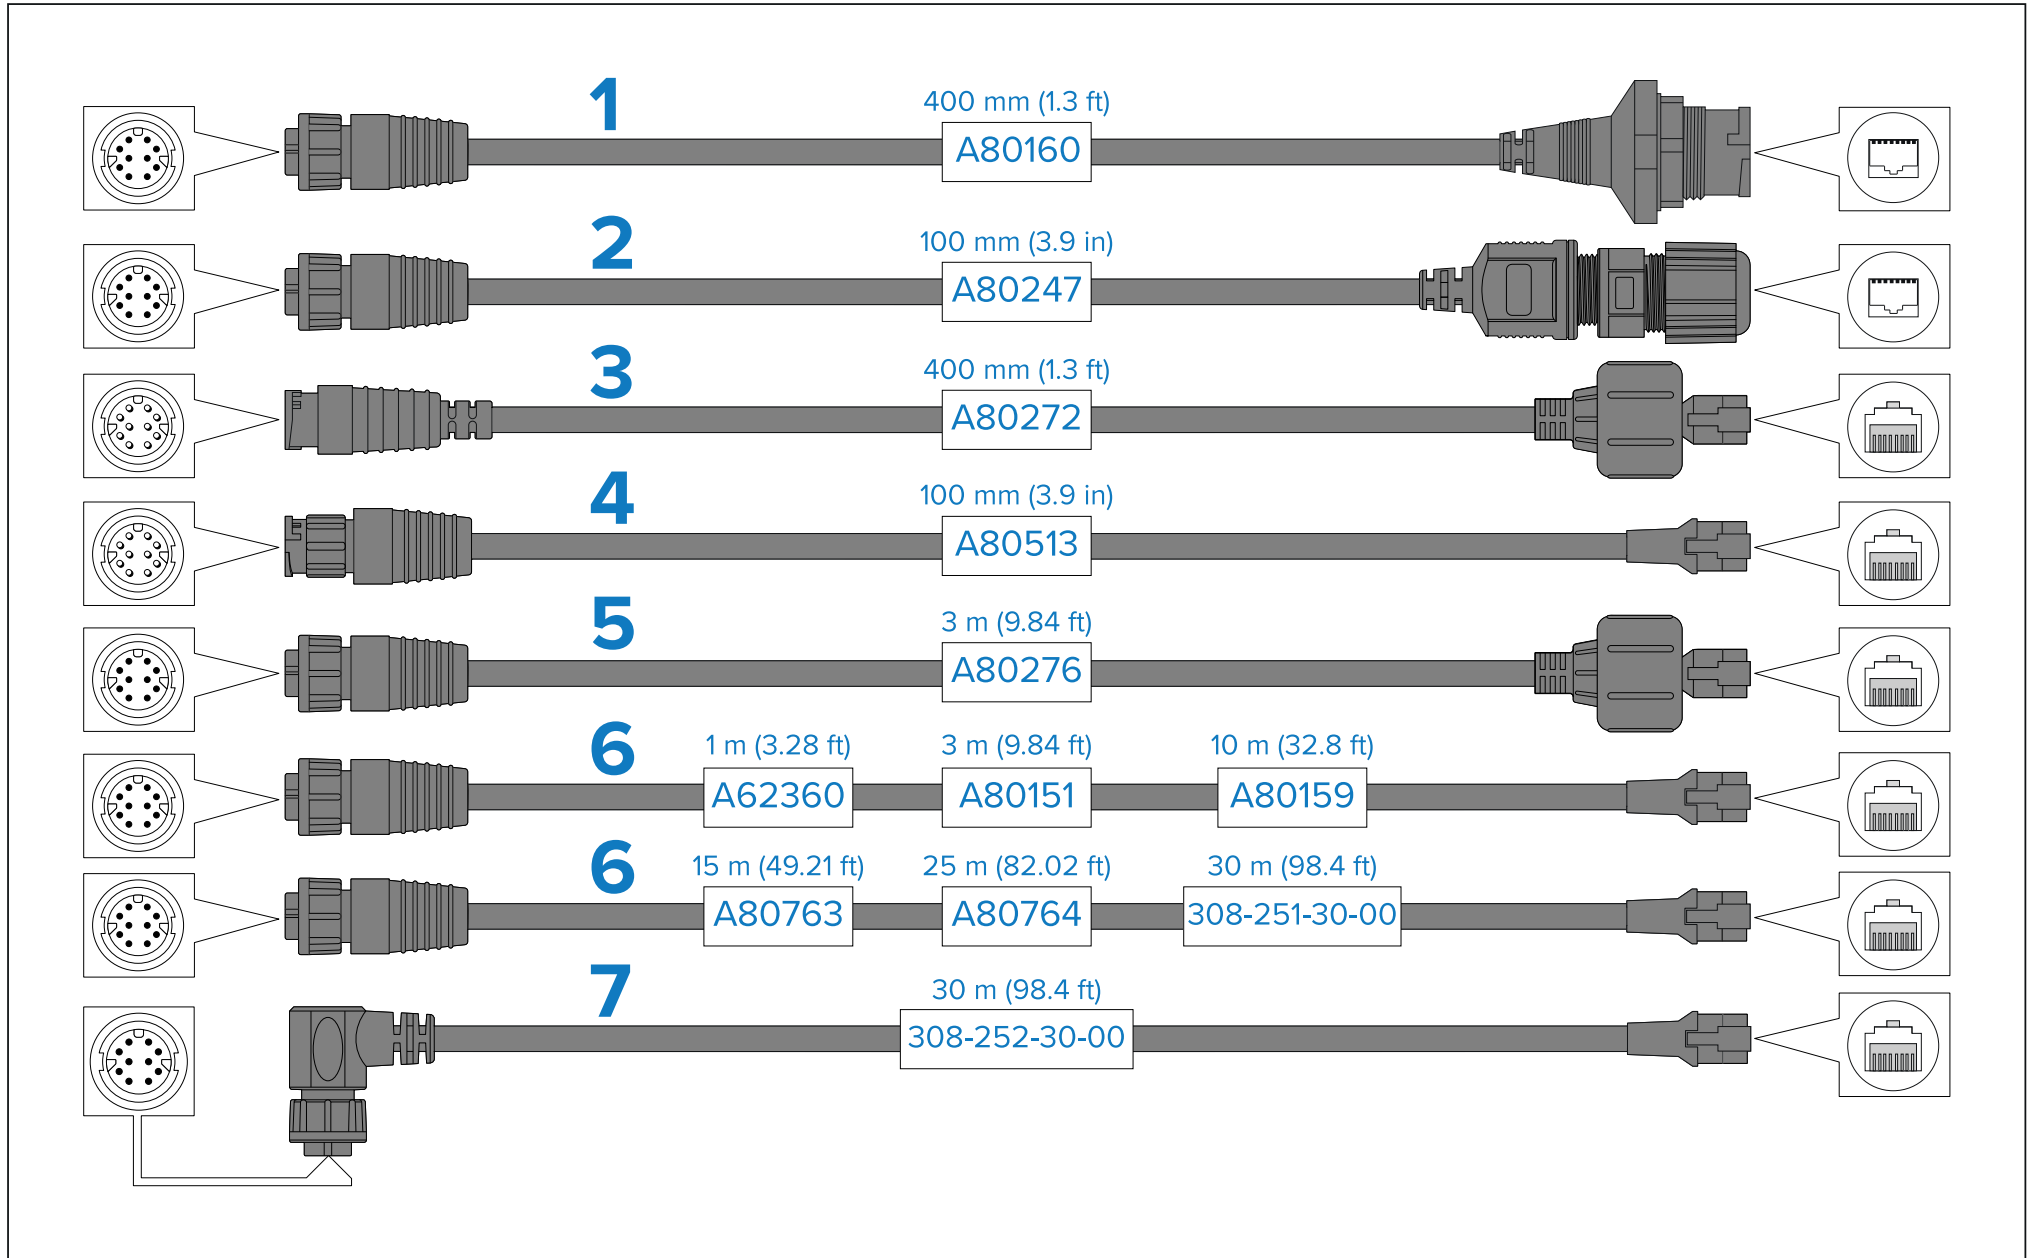 1
400 mm (1.3 ft)
A80160
2
100 mm (3.9 in)
A80247
3
400 mm (1.3 ft)
A80272
4
100 mm (3.9 in)
A80513
5
3 m (9.84 ft)
A80276
6
1 m (3.28 ft) 3 m (9.84 ft) 10 m (32.8 ft)
A62360 A80151 A80159
6
15 m (49.21 ft) 25 m (82.02 ft) 30 m (98.4 ft)
A80763 A80764 308-251-30-00
7
30 m (98.4 ft)
308-252-30-00